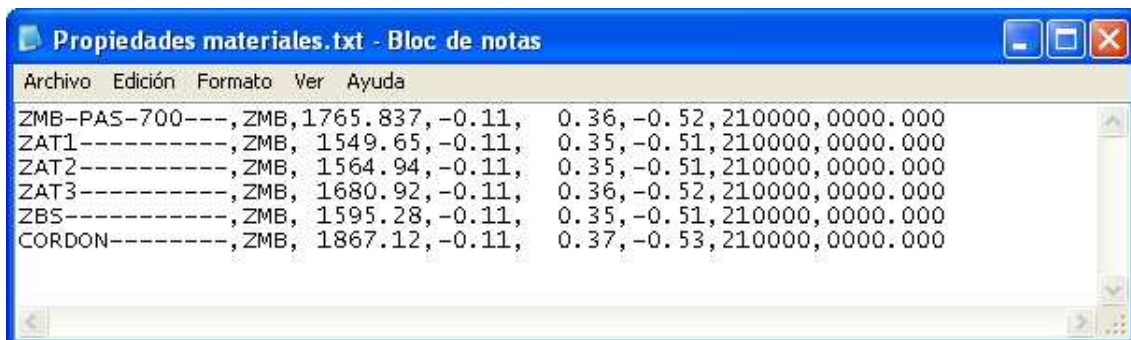 Propiedades materiales.txt - Bloc de notas
Archivo Edición Formato Ver Ayuda
ZMB-PAS-700---,ZMB,1765.837,-0.11,  0.36,-0.52,210000,0000.000
ZAT1----------,ZMB, 1549.65,-0.11,  0.35,-0.51,210000,0000.000
ZAT2----------,ZMB, 1564.94,-0.11,  0.35,-0.51,210000,0000.000
ZAT3----------,ZMB, 1680.92,-0.11,  0.36,-0.52,210000,0000.000
ZBS-----------,ZMB, 1595.28,-0.11,  0.35,-0.51,210000,0000.000
CORDON--------,ZMB, 1867.12,-0.11,  0.37,-0.53,210000,0000.000